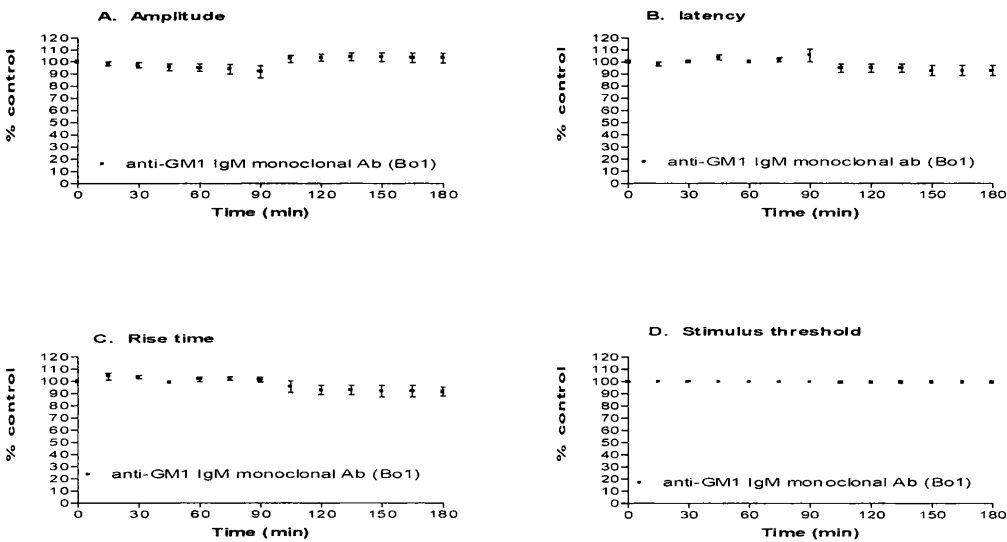 A. Amplitude
120
110
100
90
80
70
60
50
40
30
20
10
0
% control
anti-GM1 IgM monoclonal Ab (Bo1)
0 30 60 90 120 150 180
Time (min)
B. latency
120
110
100
90
80
70
60
50
40
30
20
10
0
% control
anti-GM1 IgM monoclonal ab (Bo1)
0 30 60 90 120 150 180
Time (min)
C. Rise time
120
110
100
90
80
70
60
50
40
30
20
10
0
% control
anti-GM1 IgM monoclonal Ab (Bo1)
0 30 60 90 120 150 180
Time (min)
D. Stimulus threshold
120
110
100
90
80
70
60
50
40
30
20
10
0
% control
anti-GM1 IgM monoclonal Ab (Bo1)
0 30 60 90 120 150 180
Time (min)